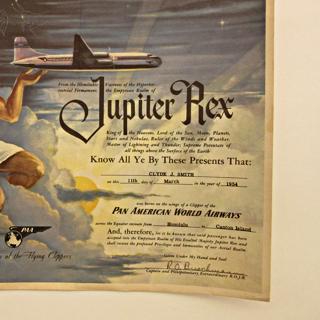 From the Illimitable Vastness of the Hyperter-
restrial Firmament, the Empyrean Realm of
Jupiter Rex
King of the Heavens, Lord of the Sun, Moon, Planets,
Stars and Nebulae, Ruler of the Winds and Weather,
Master of Lightning and Thunder, Supreme Potentate of
all things above the Surface of the Earth
Know All Ye By These Presents That:
CLYDE J. SMITH
on this 11th day of March in the year of 1954
was borne on the wings of a Clipper of the
PAN AMERICAN WORLD AIRWAYS
across the Equator enroute from Honolulu to Canton Island
And, therefore, be it known that said passenger has been
accepted into the Empyrean Realm of His Exalted Majesty Jupiter Rex and
shall the profound Privilege and of our Aerial Realm.
Given Under My Hand and Seal
Captain and Plenipotentiary Extraordinary R.O.J.R.
PAA
of the Flying Clippers